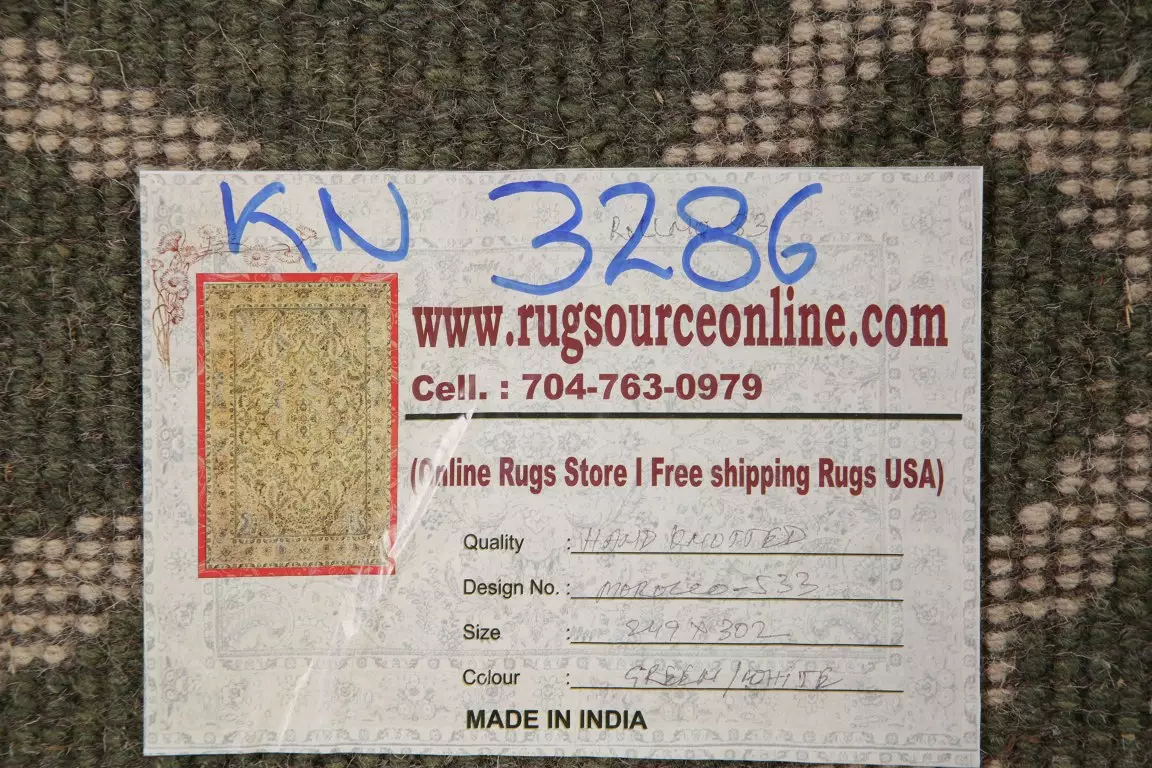 KN 3286
www.rugsourceonline.com
Cell. : 704-763-0979
(Online Rugs Store I Free shipping Rugs USA)
Quality : HAND KNOTTED
Design No. : MOROCCO-533
Size : 249 X 302
Colour : GREEN/WHITE
MADE IN INDIA